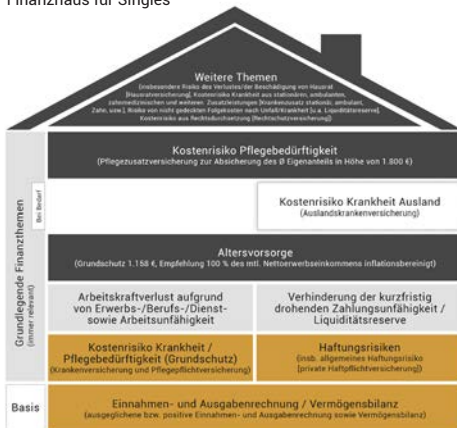 Finanzhaus für Singles
Weitere Themen
(insbesondere Risiko des Verlustes/der Beschädigung von Hausrat
[Hausratversicherung], Kostenrisiko Krankheit aus stationären, ambulanten,
zahnmedizinischen und weiteren Zusatzleistungen [Krankenzusatz stationär, ambulant,
Zahn, usw.], Risiko von nicht gedeckten Folgekosten nach Unfall/Krankheit [u.a. Liquiditätsreserve],
Kostenrisiko aus Rechtsdurchsetzung [Rechtsschutzversicherung])
Kostenrisiko Pflegebedürftigkeit
(Pflegezusatzversicherung zur Absicherung des Ø Eigenanteils in Höhe von 1.800 €)
Grundlegende Finanzthemen
(immer relevant)
Bei Bedarf
Kostenrisiko Krankheit Ausland
(Auslandskrankenversicherung)
Altersvorsorge
(Grundschutz 1.158 €, Empfehlung 100 % des mtl. Nettoerwerbseinkommens inflationsbereinigt)
Arbeitskraftverlust aufgrund
von Erwerbs-/Berufs-/Dienst-
sowie Arbeitsunfähigkeit
Verhinderung der kurzfristig
drohenden Zahlungsunfähigkeit /
Liquiditätsreserve
Kostenrisiko Krankheit /
Pflegebedürftigkeit (Grundschutz)
(Krankenversicherung und Pflegepflichtversicherung)
Haftungsrisiken
(insb. allgemeines Haftungsrisiko
[private Haftpflichtversicherung])
Basis
Einnahmen- und Ausgabenrechnung / Vermögensbilanz
(ausgeglichene bzw. positive Einnahmen- und Ausgabenrechnung sowie Vermögensbilanz)